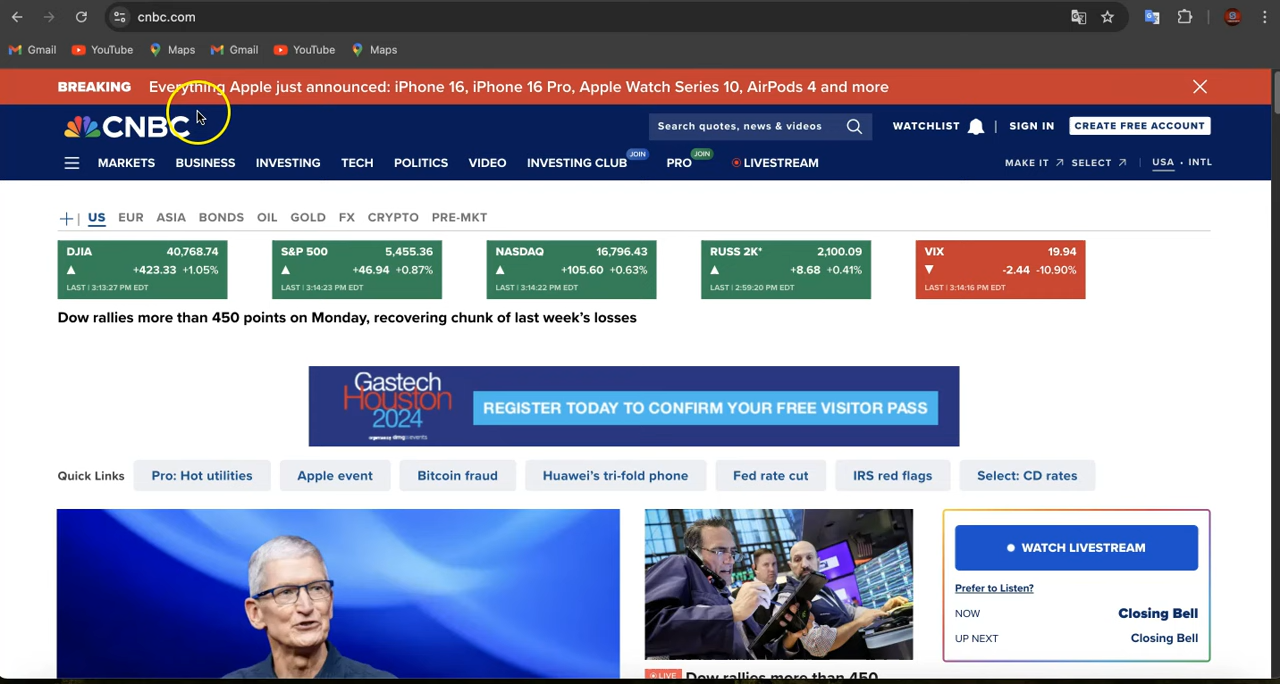 cnbc.com
Gmail YouTube Maps Gmail YouTube Maps
BREAKING Everything Apple just announced: iPhone 16, iPhone 16 Pro, Apple Watch Series 10, AirPods 4 and more
CNBC Search quotes, news & videos WATCHLIST | SIGN IN CREATE FREE ACCOUNT
MARKETS BUSINESS INVESTING TECH POLITICS VIDEO INVESTING CLUB JOIN PRO JOIN LIVESTREAM MAKE IT SELECT | USA • INTL
US EUR ASIA BONDS OIL GOLD FX CRYPTO PRE-MKT
DJIA 40,768.74 S&P 500 5,455.36 NASDAQ 16,796.43 RUSS 2K* 2,100.09 VIX 19.94
▲ +423.33 +1.05% ▲ +46.94 +0.87% ▲ +105.60 +0.63% ▲ +8.68 +0.41% ▼ -2.44 -10.90%
LAST | 3:13:27 PM EDT LAST | 3:14:23 PM EDT LAST | 3:14:22 PM EDT LAST | 2:59:20 PM EDT LAST | 3:14:16 PM EDT
Dow rallies more than 450 points on Monday, recovering chunk of last week's losses
Gastech
Houston
2024
REGISTER TODAY TO CONFIRM YOUR FREE VISITOR PASS
Quick Links Pro: Hot utilities Apple event Bitcoin fraud Huawei's tri-fold phone Fed rate cut IRS red flags Select: CD rates
WATCH LIVESTREAM
Prefer to Listen?
NOW Closing Bell
UP NEXT Closing Bell
LIVE Dow rallies more than 450